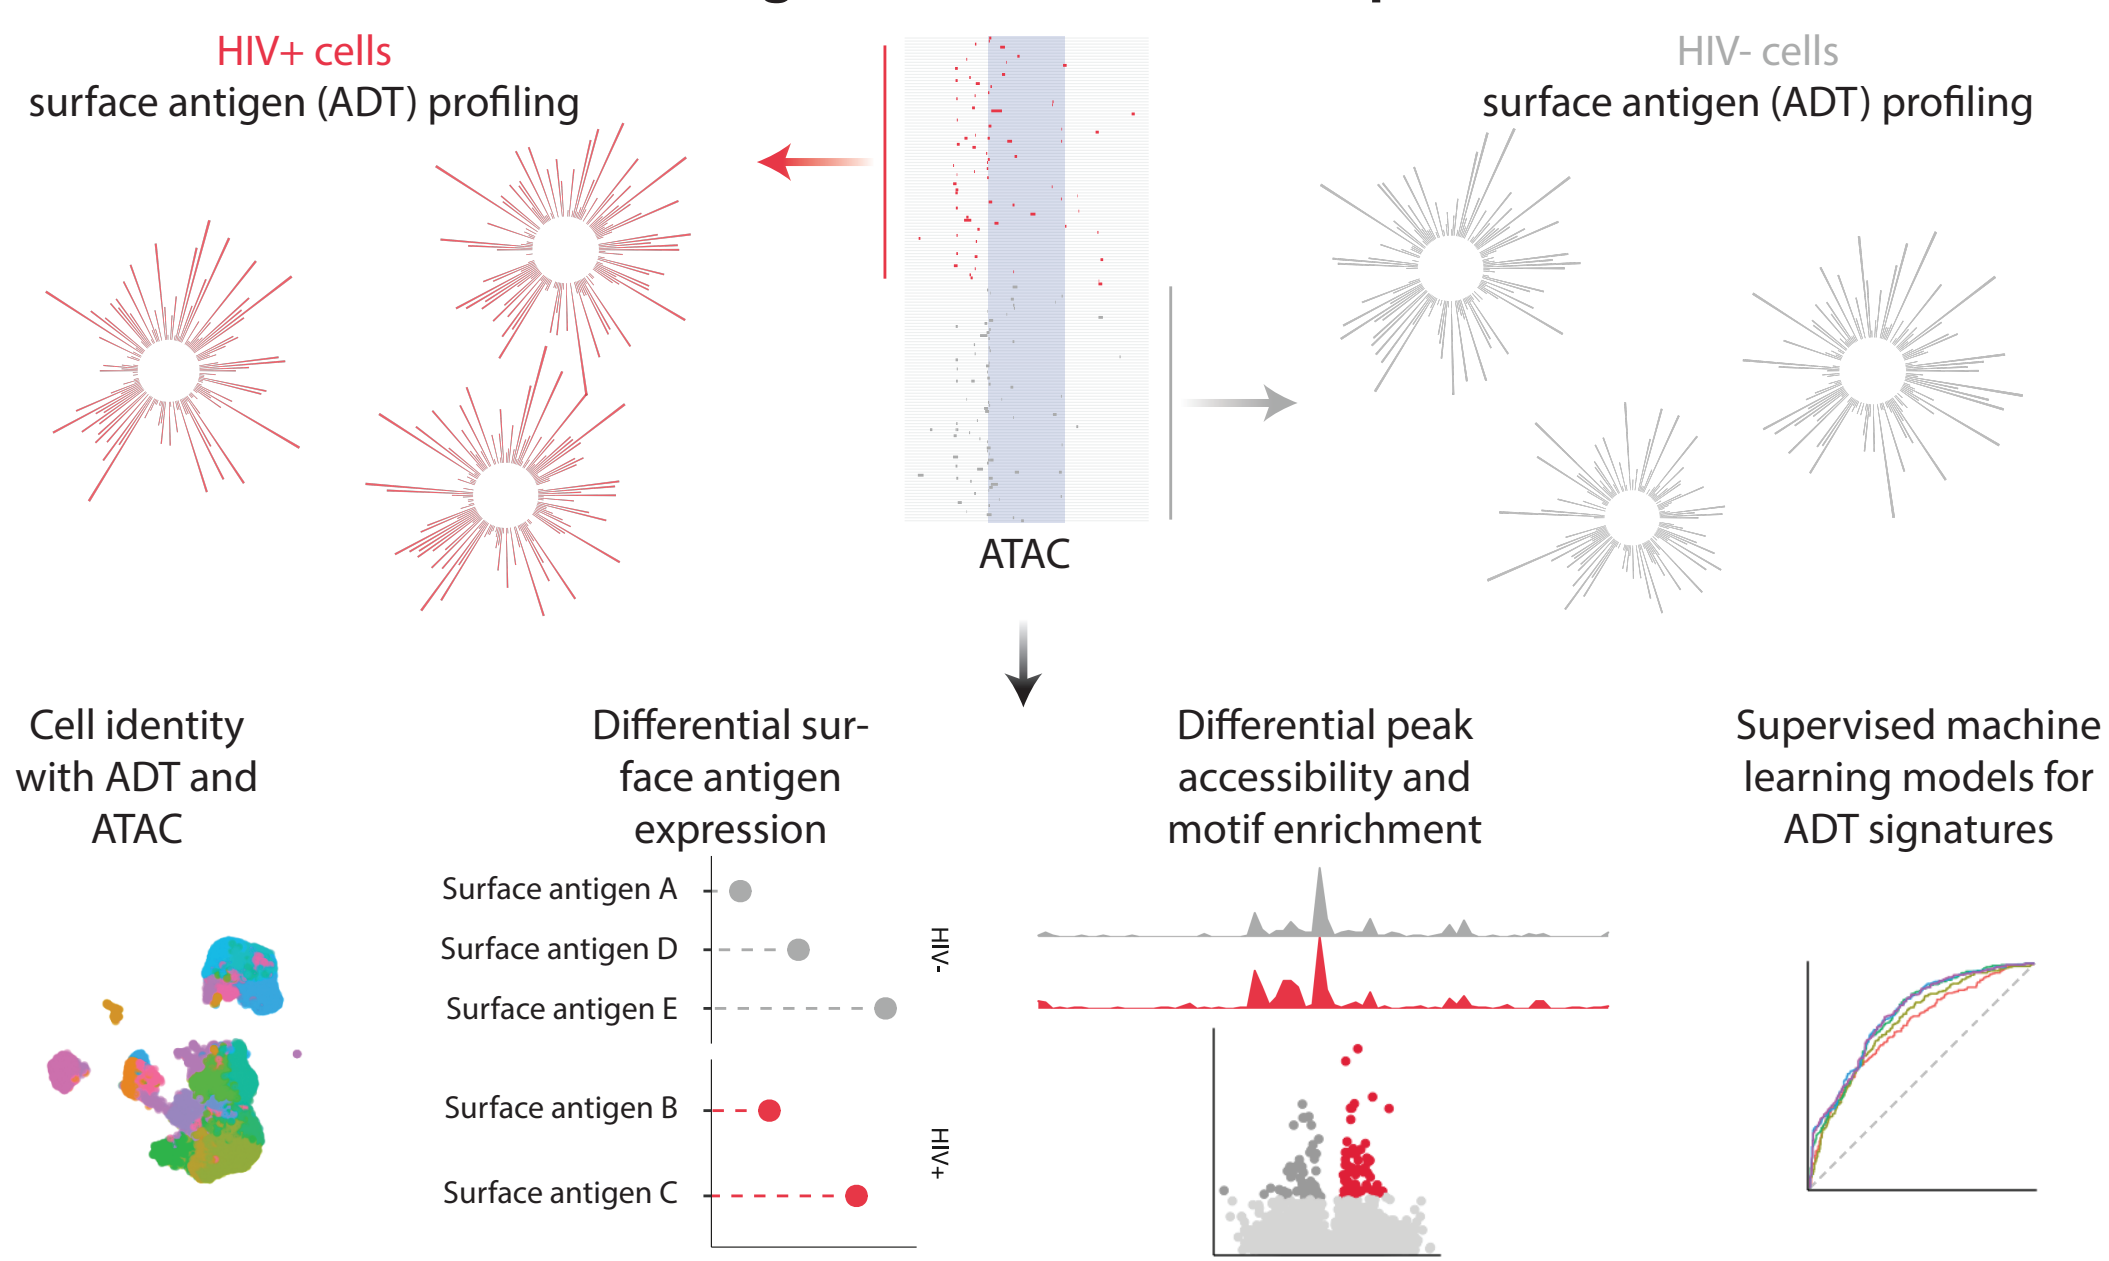 HIV+ cells
surface antigen (ADT) profiling
HIV- cells
surface antigen (ADT) profiling
ATAC
Cell identity
with ADT and
ATAC
Differential sur-
face antigen
expression
Surface antigen A
Surface antigen D
Surface antigen E
HIV-
Surface antigen B
Surface antigen C
HIV+
Differential peak
accessibility and
motif enrichment
Supervised machine
learning models for
ADT signatures